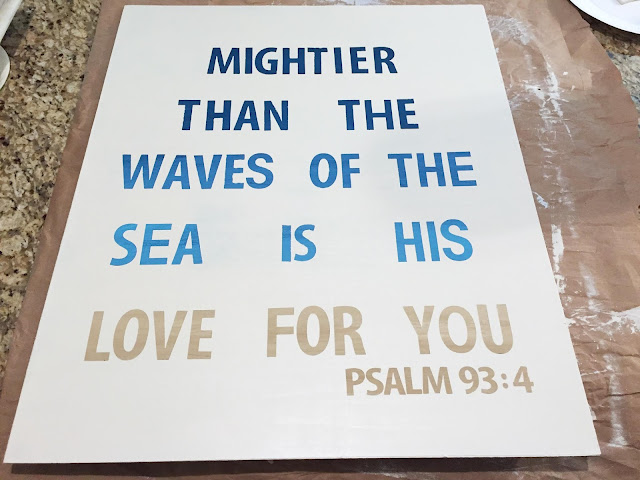 MIGHTIER
THAN THE
WAVES OF THE
SEA IS HIS
LOVE FOR YOU
PSALM 93:4